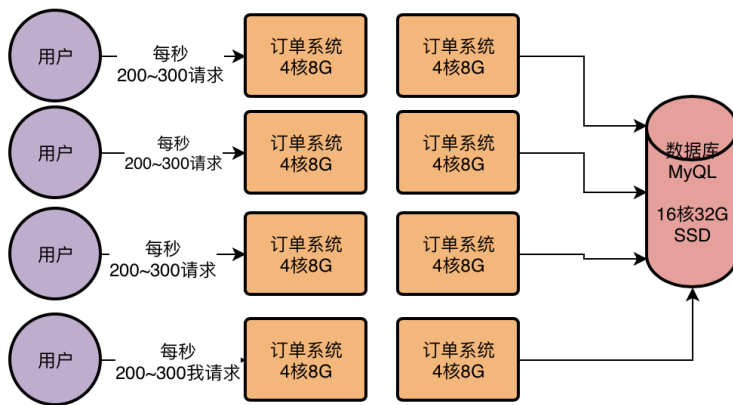 用户
每秒
200~300请求
订单系统
4核8G
订单系统
4核8G
用户
每秒
200~300请求
订单系统
4核8G
订单系统
4核8G
数据库
MyQL
16核32G
SSD
用户
每秒
200~300请求
订单系统
4核8G
订单系统
4核8G
用户
每秒
200~300我请求
订单系统
4核8G
订单系统
4核8G